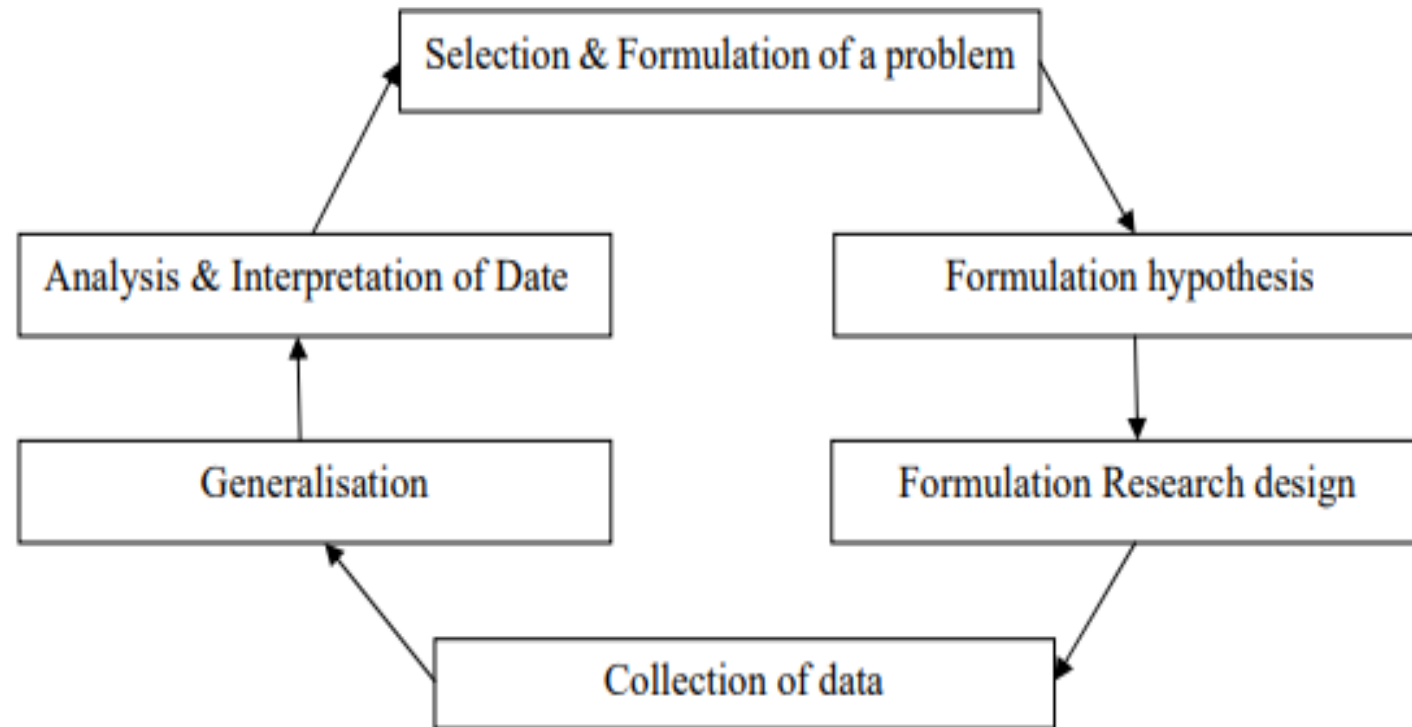 Selection & Formulation of a problem
Analysis & Interpretation of Date
Formulation hypothesis
Generalisation
Formulation Research design
Collection of data